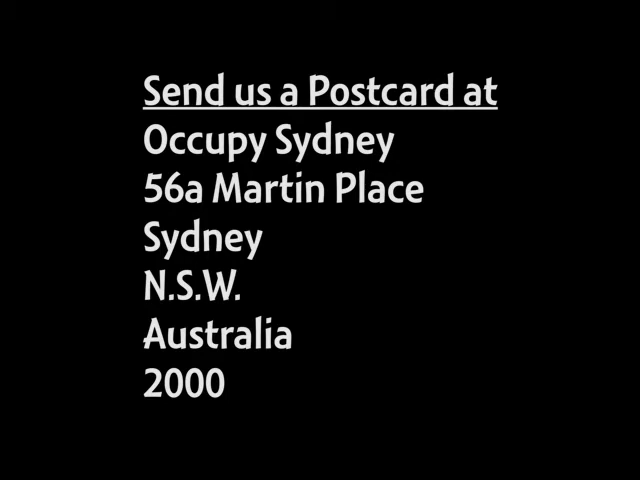 Send us a Postcard at
Occupy Sydney
56a Martin Place
Sydney
N.S.W.
Australia
2000